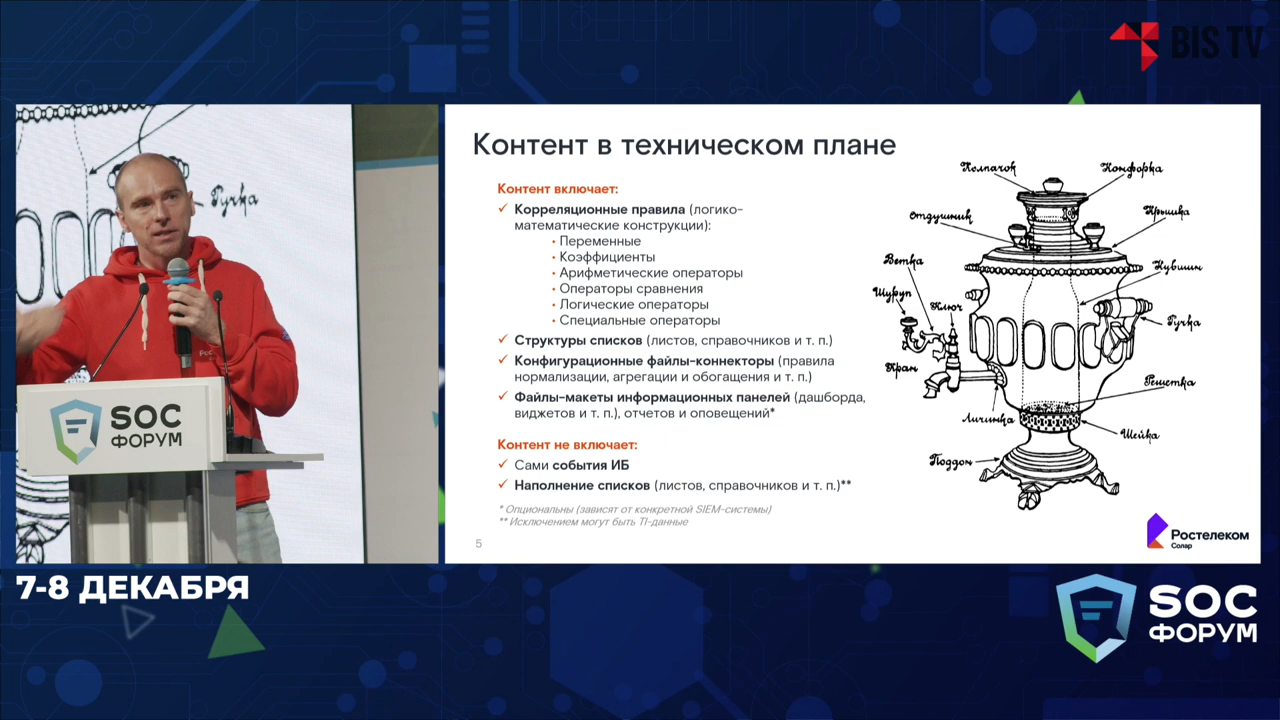 BIS TV
Ручка
SOC
ФОРУМ
Контент в техническом плане
Контент включает:
✓ Корреляционные правила (логико-
математические конструкции):
• Переменные
• Коэффициенты
• Арифметические операторы
• Операторы сравнения
• Логические операторы
• Специальные операторы
✓ Структуры списков (листов, справочников и т. п.)
✓ Конфигурационные файлы-коннекторы (правила
нормализации, агрегации и обогащения и т. п.)
✓ Файлы-макеты информационных панелей (дашборда,
виджетов и т. п.), отчетов и оповещений*
Контент не включает:
✓ Сами события ИБ
✓ Наполнение списков (листов, справочников и т. п.)**
* Опциональны (зависят от конкретной SIEM-системы)
** Исключением могут быть TI-данные
5
Колпачок
Конфорка
Отдушник
Крышка
Ветка
Кувшин
Шуруп
Ключ
Ручка
Кран
Решетка
Личинка
Шейка
Поддон
Ростелеком
Солар
7-8 ДЕКАБРЯ
SOC
ФОРУМ